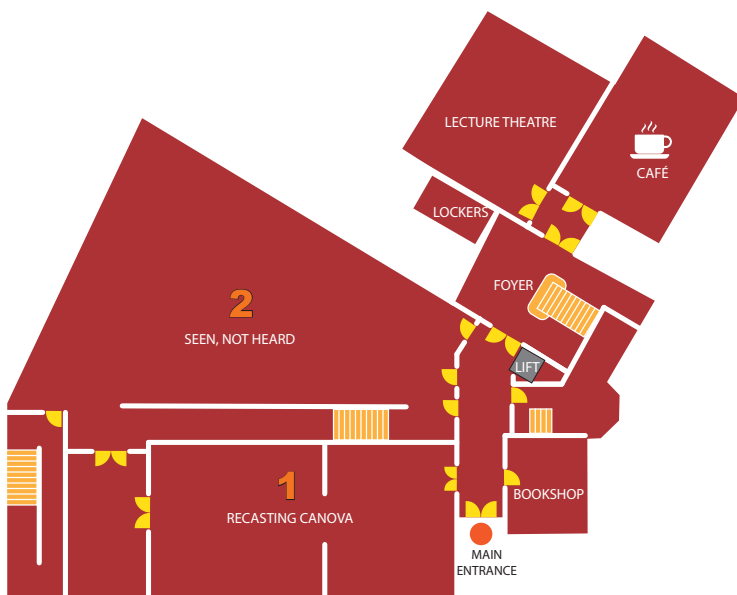 LECTURE THEATRE
CAFÉ
LOCKERS
FOYER
2
SEEN, NOT HEARD
LIFT
1
RECASTING CANOVA
BOOKSHOP
MAIN
ENTRANCE